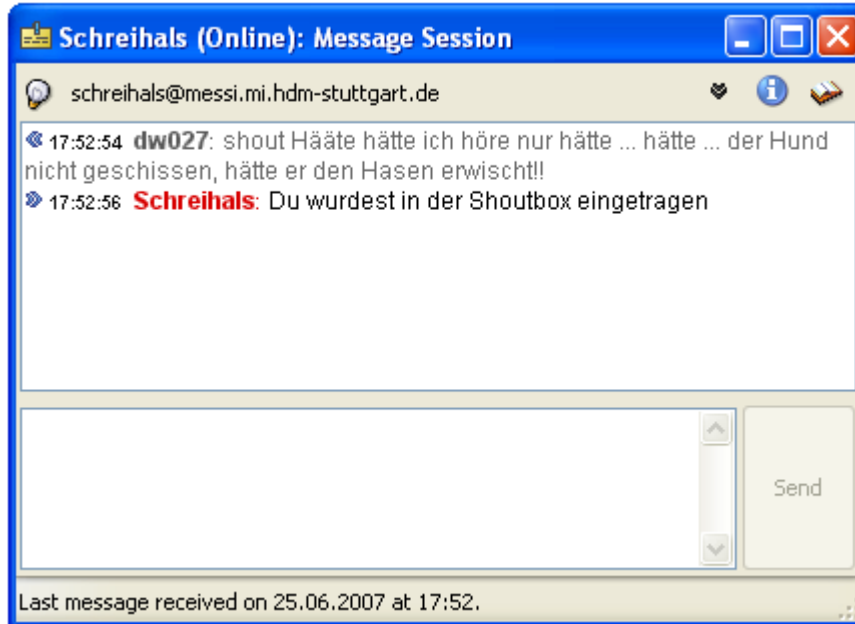 Schreihals (Online): Message Session
schreihals@messi.mi.hdm-stuttgart.de
17:52:54 dw027: shout Hääte hätte ich höre nur hätte ... hätte ... der Hund
nicht geschissen, hätte er den Hasen erwischt!!
17:52:56 Schreihals: Du wurdest in der Shoutbox eingetragen
Send
Last message received on 25.06.2007 at 17:52.